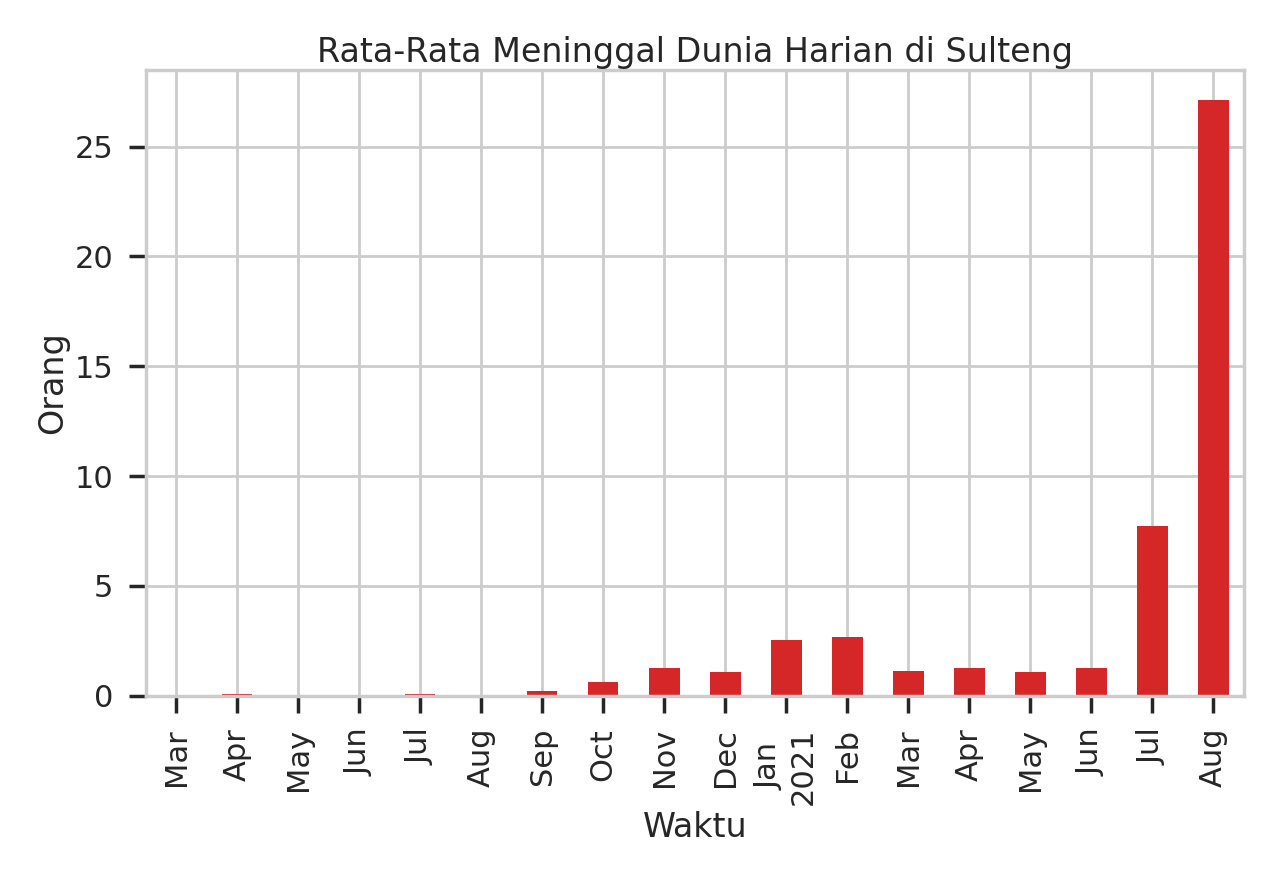 Rata-Rata Meninggal Dunia Harian di Sulteng
Orang
25
20
15
10
5
0
Mar
Apr
May
Jun
Jul
Aug
Sep
Oct
Nov
Dec
Jan
2021
Feb
Mar
Apr
May
Jun
Jul
Aug
Waktu